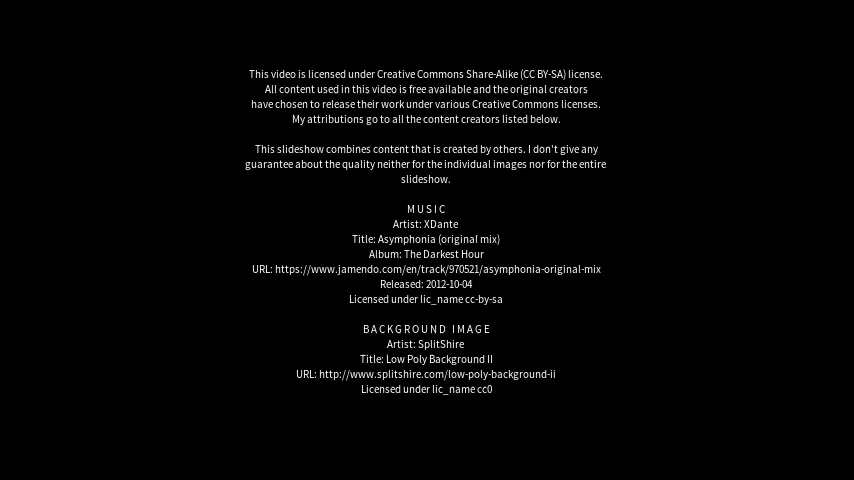 This video is licensed under Creative Commons Share-Alike (CC BY-SA) license.
All content used in this video is free available and the original creators
have chosen to release their work under various Creative Commons licenses.
My attributions go to all the content creators listed below.
This slideshow combines content that is created by others. I don't give any
guarantee about the quality neither for the individual images nor for the entire
slideshow.
MUSIC
Artist: XDante
Title: Asymphonia (original mix)
Album: The Darkest Hour
URL: https://www.jamendo.com/en/track/970521/asymphonia-original-mix
Released: 2012-10-04
Licensed under lic_name cc-by-sa
BACKGROUND IMAGE
Artist: SplitShire
Title: Low Poly Background II
URL: http://www.splitshire.com/low-poly-background-ii
Licensed under lic_name cc0